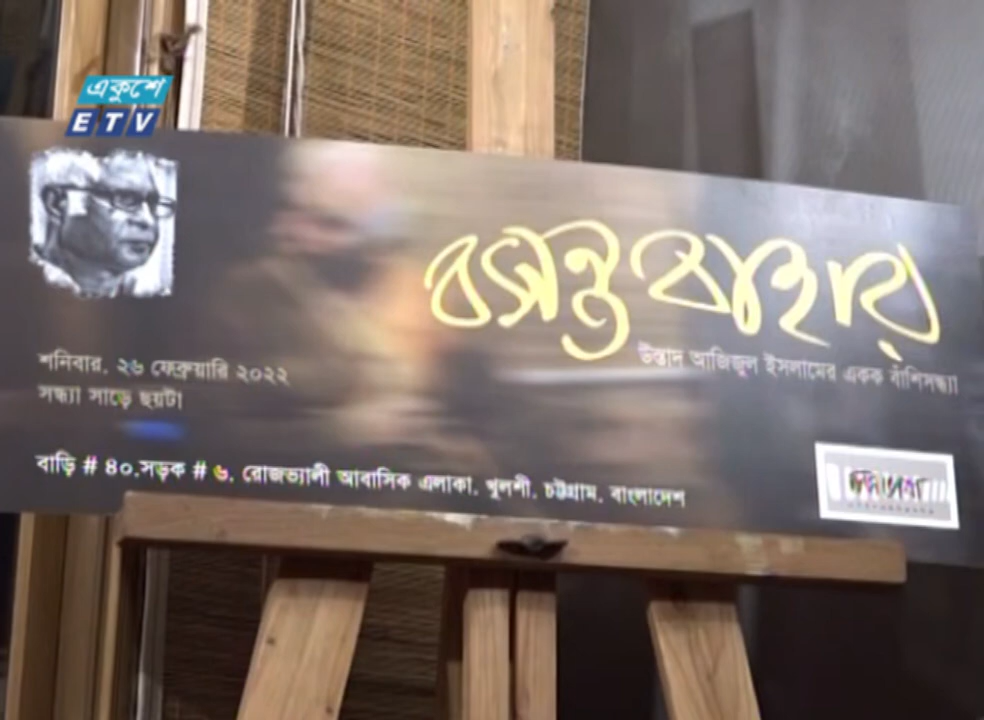 একুশে
ETV
বসন্তবাহার
উস্তাদ আজিজুল ইসলামের একক বাঁশিসন্ধ্যা
শনিবার, ২৬ ফেব্রুয়ারি ২০২২
সন্ধ্যা সাড়ে ছয়টা
বাড়ি # ৪০.সড়ক # ৬. রোজভ্যালী আবাসিক এলাকা. খুলশী. চট্টগ্রাম. বাংলাদেশ